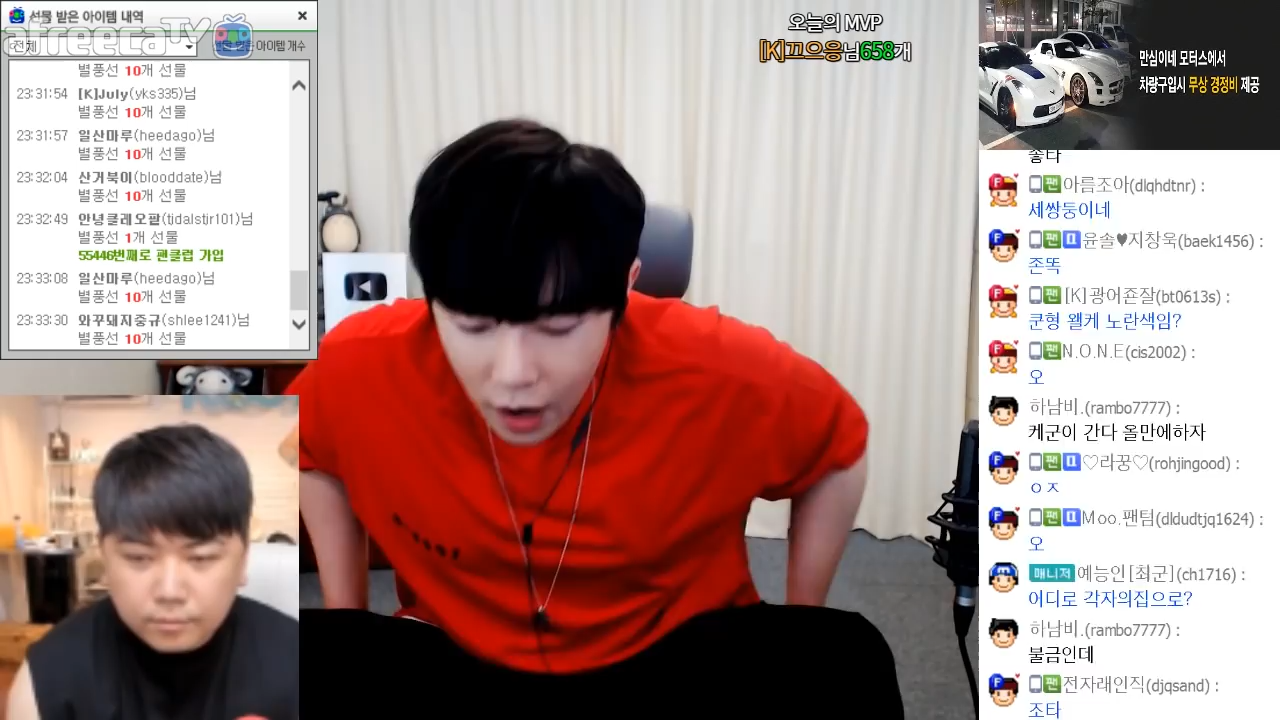 선물 받은 아이템 내역
afreecaTV
전체
아이템 개수
별풍선 10개 선물
23:31:54 [K]July(yks335)님
별풍선 10개 선물
23:31:57 일산마루(heedago)님
별풍선 10개 선물
23:32:04 산거북이(blooddate)님
별풍선 10개 선물
23:32:49 안녕클레오팔(tjdalstjr101)님
별풍선 1개 선물
55446번째로 팬클럽 가입
23:33:08 일산마루(heedago)님
별풍선 10개 선물
23:33:30 와꾸돼지중규(shlee1241)님
별풍선 10개 선물
오늘의 MVP
[K]끄으응님658개
만심이네 모터스에서
차량구입시 무상 경정비 제공
좋타
팬 아름조아(dlqhdtnr) :
세쌍둥이네
팬 윤솔♥지창욱(baek1456) :
존똑
팬 [K]광어죤잘(bt0613s) :
쿤형 왤케 노란색임?
팬 N.O.N.E(cis2002) :
오
하남비.(rambo7777) :
케군이 간다 올만에하자
팬 ♡라꿍♡(rohjingood) :
ㅇㅈ
팬 Moo.팬텀(dldudtjq1624) :
오
매니저 예능인[최군](ch1716) :
어디로 각자의집으로?
하남비.(rambo7777) :
불금인데
팬 전자래인직(djqsand) :
조타